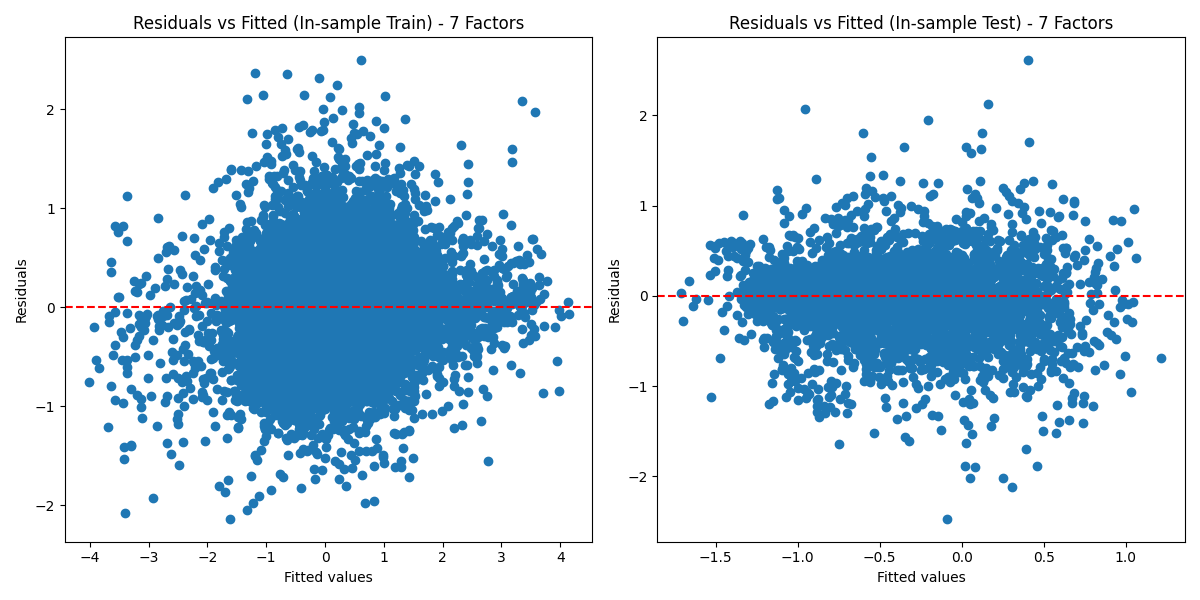 Residuals vs Fitted (In-sample Train) - 7 Factors
Residuals
2
1
0
−1
−2
−4 −3 −2 −1 0 1 2 3 4
Fitted values
Residuals vs Fitted (In-sample Test) - 7 Factors
Residuals
2
1
0
−1
−2
−1.5 −1.0 −0.5 0.0 0.5 1.0
Fitted values